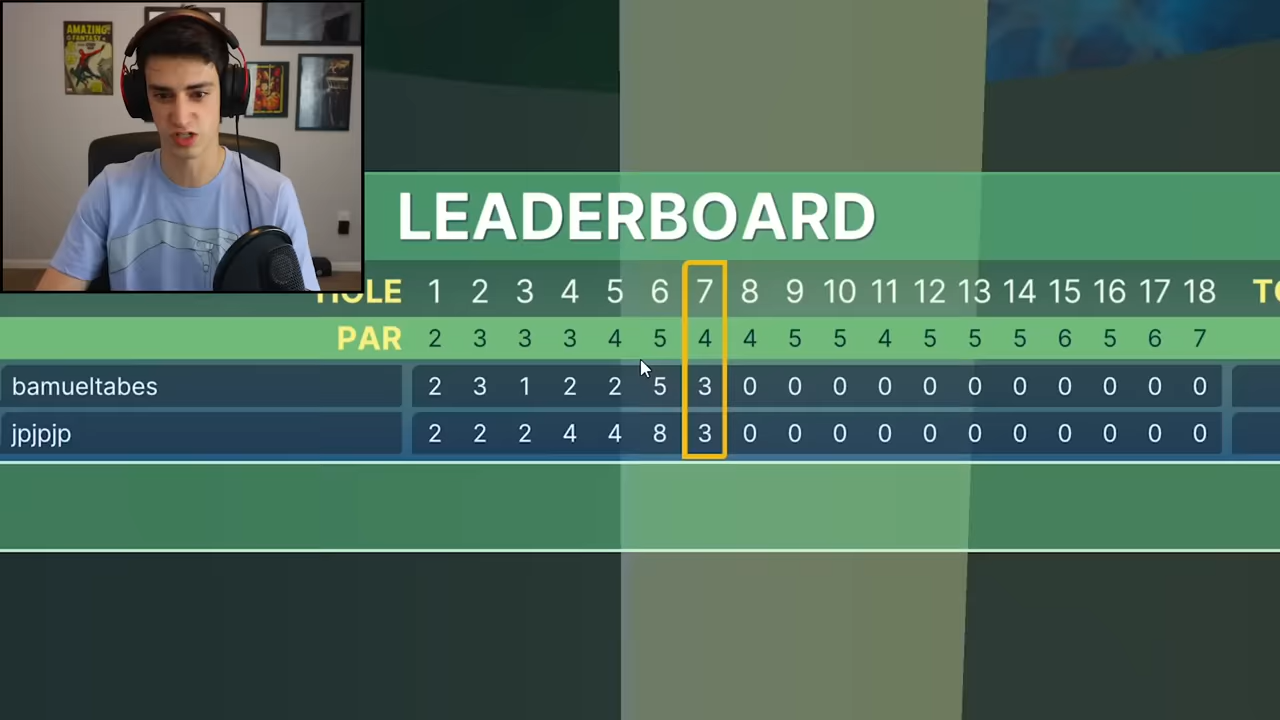 AMAZING
FANTASY
LEADERBOARD
HOLE 1 2 3 4 5 6 7 8 9 10 11 12 13 14 15 16 17 18
PAR 2 3 3 3 4 5 4 4 5 5 4 5 5 5 6 5 6 7
bamueltabes 2 3 1 2 2 5 3 0 0 0 0 0 0 0 0 0 0 0
jpjpjp 2 2 2 4 4 8 3 0 0 0 0 0 0 0 0 0 0 0